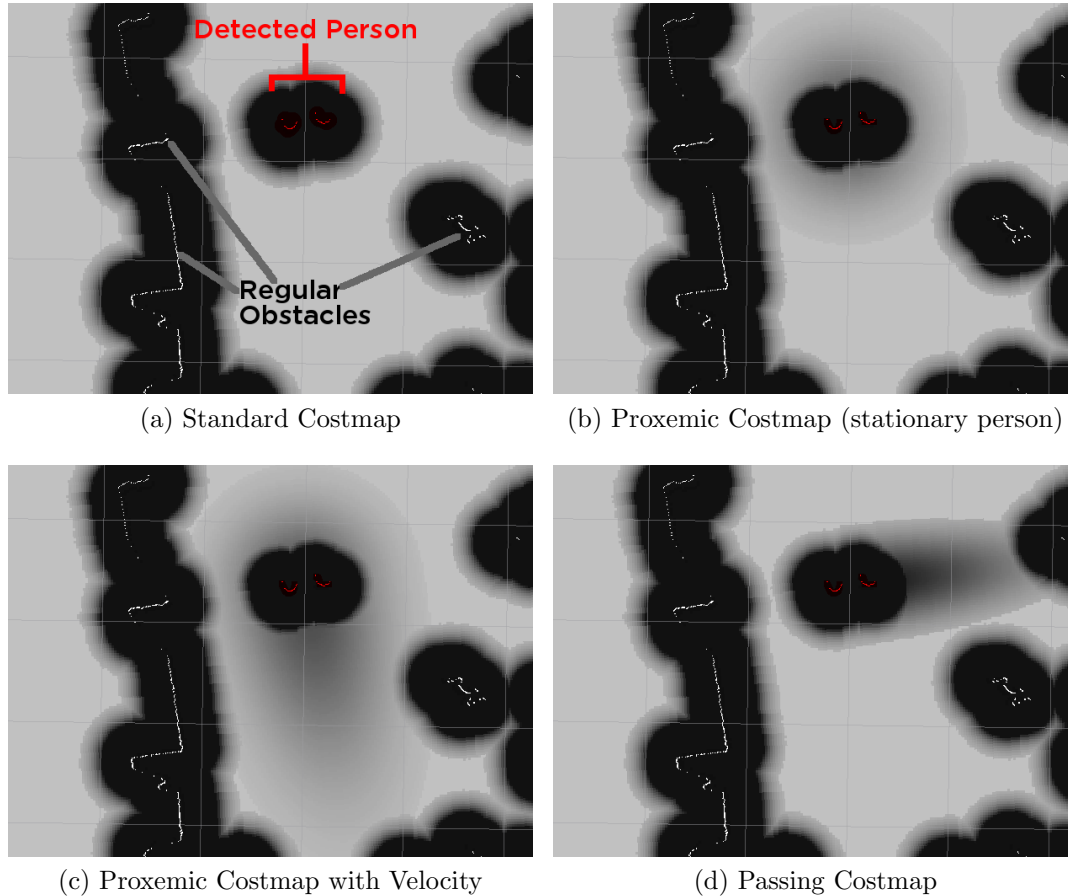 Detected Person
Regular
Obstacles
(a) Standard Costmap
(b) Proxemic Costmap (stationary person)
(c) Proxemic Costmap with Velocity
(d) Passing Costmap